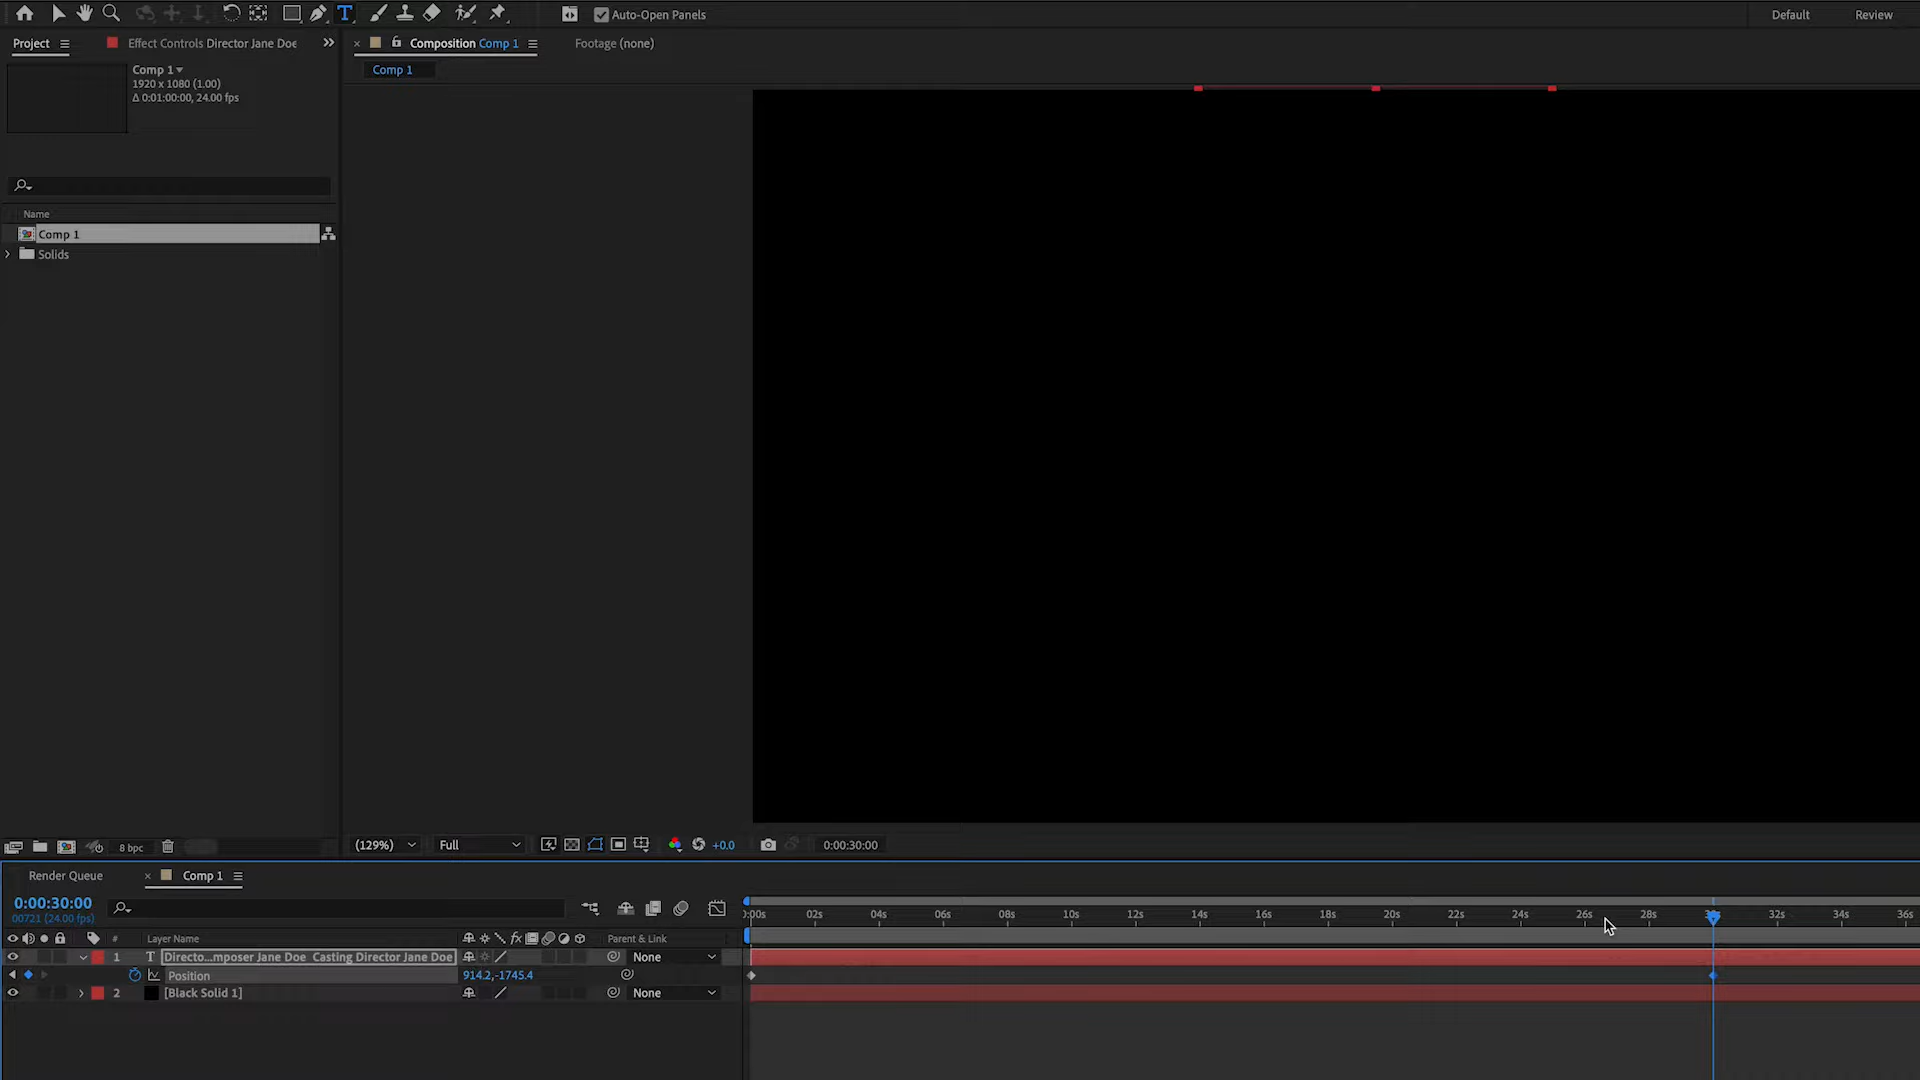 Auto-Open Panels
Default
Review
Project
Effect Controls Director Jane Doe
Composition Comp 1
Footage (none)
Comp 1
Comp 1
1920 x 1080 (1.00)
Δ 0:01:00:00, 24.00 fps
Name
Comp 1
Solids
8 bpc
(129%)
Full
+0.0
0:00:30:00
Render Queue
Comp 1
0:00:30:00
00721 (24.00 fps)
):00s 02s 04s 06s 08s 10s 12s 14s 16s 18s 20s 22s 24s 26s 28s 32s 34s 36s
# Layer Name fx Parent & Link
1 T Directo...mposer Jane Doe Casting Director Jane Doe None
Position 914.2,-1745.4
2 [Black Solid 1] None